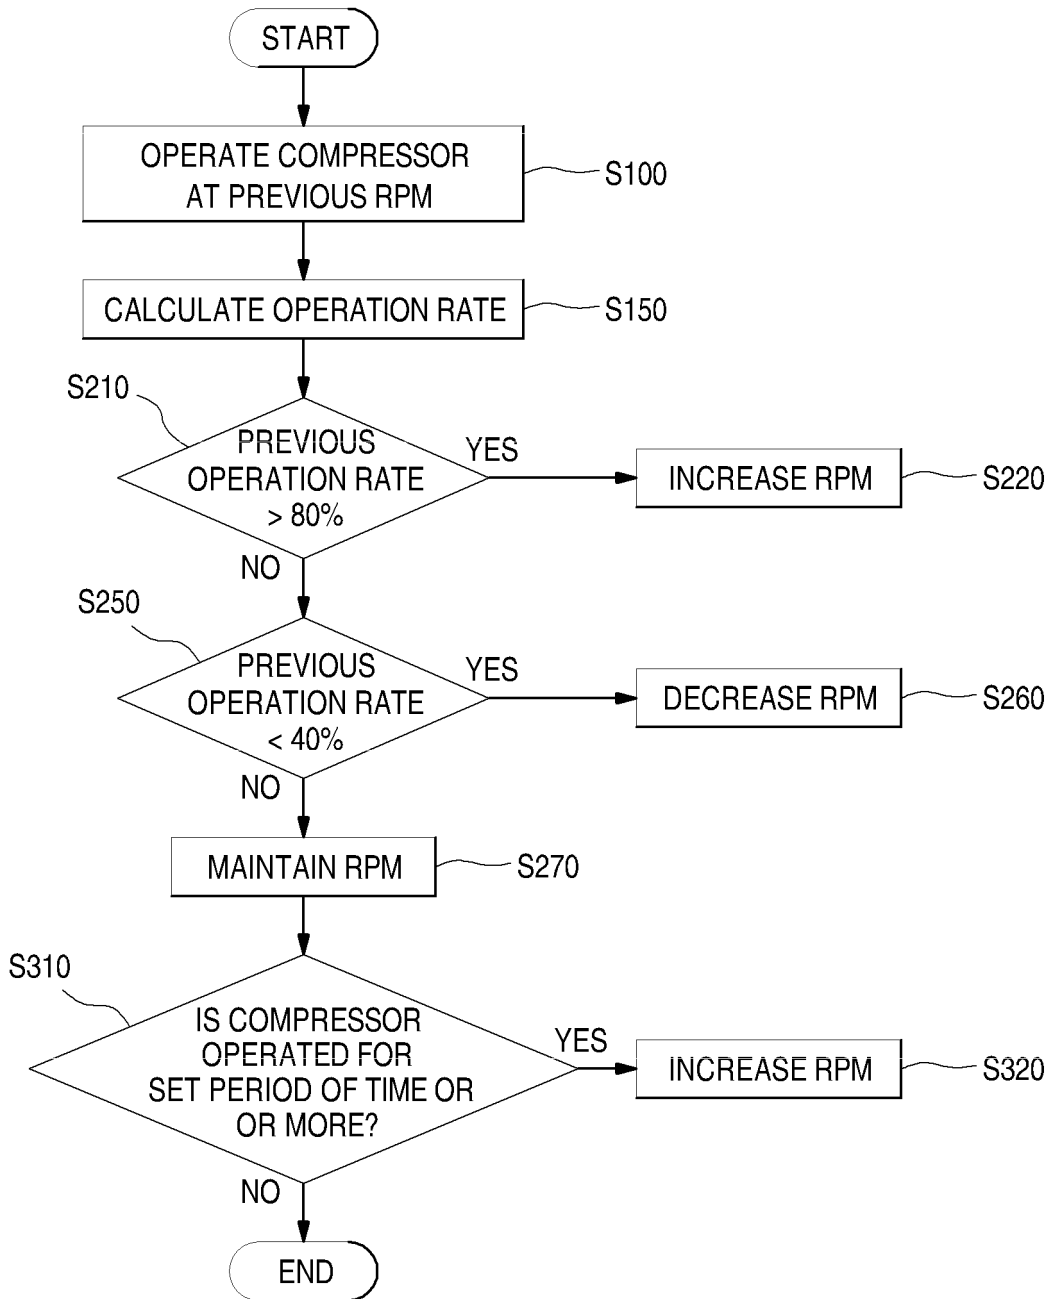 START
OPERATE COMPRESSOR
AT PREVIOUS RPM
S100
CALCULATE OPERATION RATE
S150
S210
PREVIOUS
OPERATION RATE
> 80%
YES
INCREASE RPM
S220
NO
S250
PREVIOUS
OPERATION RATE
< 40%
YES
DECREASE RPM
S260
NO
MAINTAIN RPM
S270
S310
IS COMPRESSOR
OPERATED FOR
SET PERIOD OF TIME OR
OR MORE?
YES
INCREASE RPM
S320
NO
END